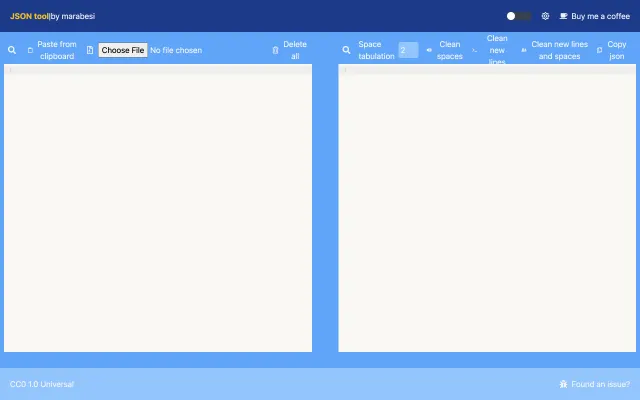 JSON tool|by marabesi
Buy me a coffee
Paste from
clipboard
Choose File No file chosen
Delete
all
Space
tabulation
2
Clean
spaces
Clean
new
lines
Clean new lines
and spaces
Copy
json
1
1
CC0 1.0 Universal
Found an issue?